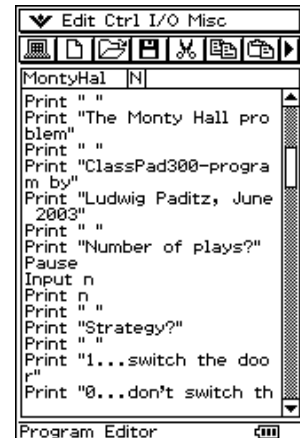 Edit Ctrl I/O Misc
MontyHal N
Print " "
Print "The Monty Hall pro
blem"
Print " "
Print "ClassPad300-progra
m by"
Print "Ludwig Paditz, June
2003"
Print " "
Print "Number of plays?"
Pause
Input n
Print n
Print " "
Print "Strategy?"
Print " "
Print "1...switch the doo
r"
Print "0...don't switch th
Program Editor